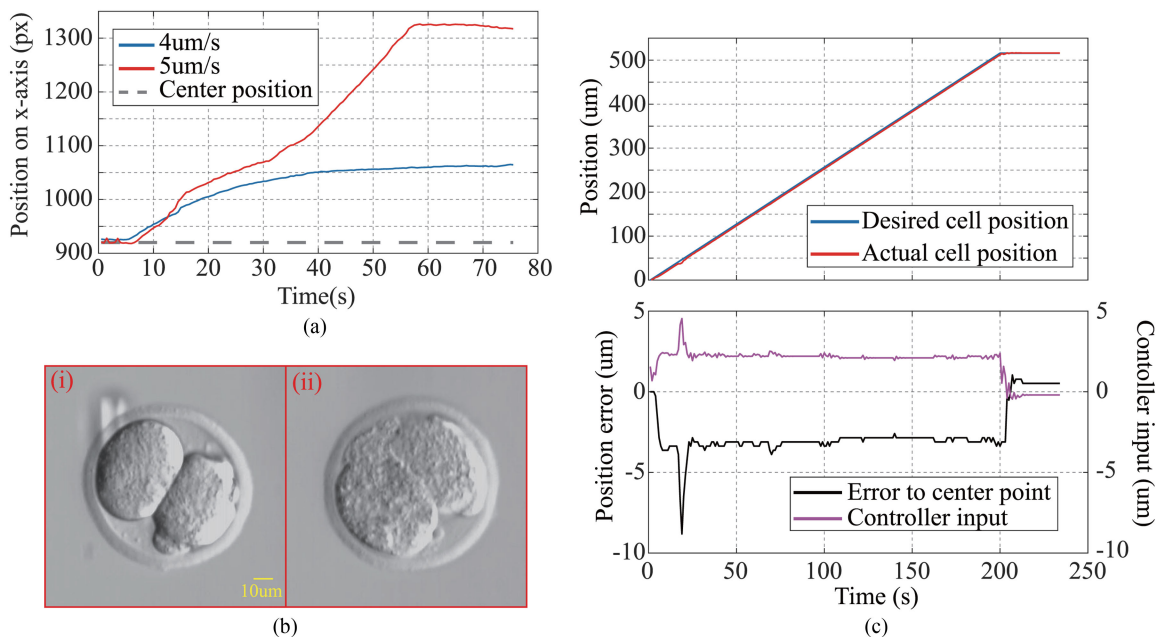 1300
1200
1100
1000
900
Position on x-axis (px)
4um/s
5um/s
Center position
0 10 20 30 40 50 60 70 80
Time(s)
(a)
(i)
(ii)
10um
(b)
500
400
300
200
100
0
Position (um)
Desired cell position
Actual cell position
5
0
-5
-10
Position error (um)
5
0
-5
-10
Contoller input (um)
Error to center point
Controller input
0 50 100 150 200 250
Time (s)
(c)